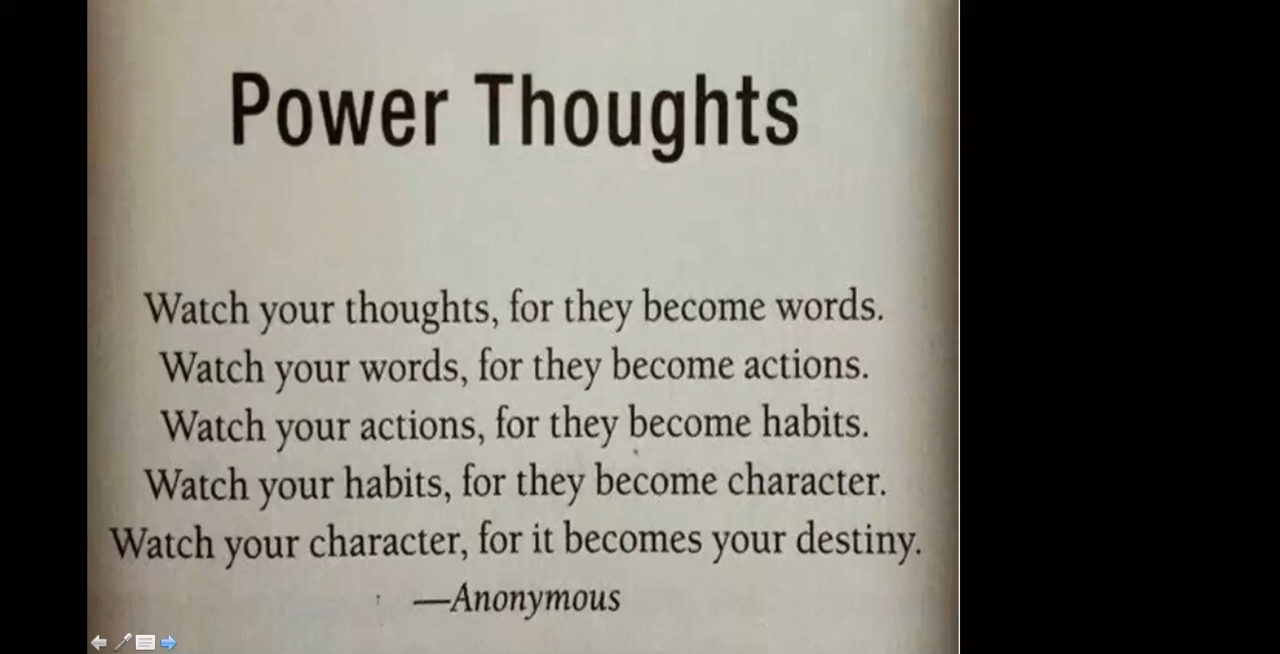 Power Thoughts
Watch your thoughts, for they become words.
Watch your words, for they become actions.
Watch your actions, for they become habits.
Watch your habits, for they become character.
Watch your character, for it becomes your destiny.
—Anonymous